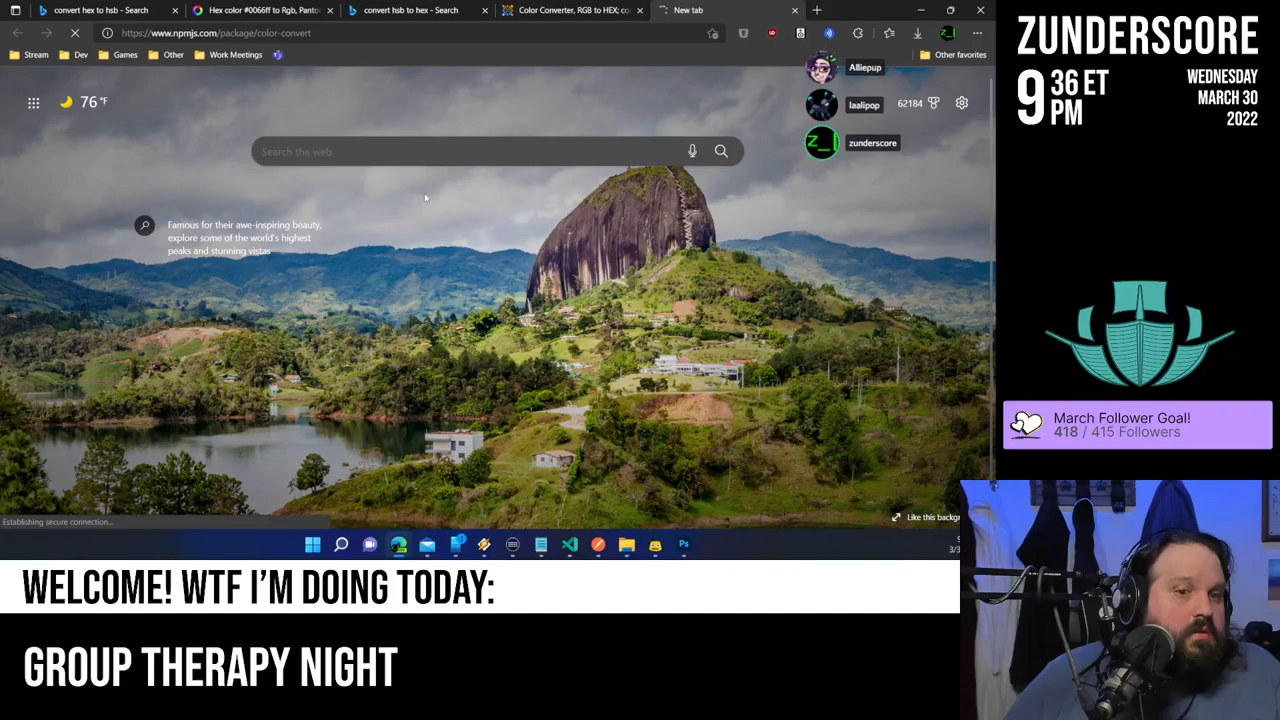 convert hex to hsb - Search
Hex color #0066ff to Rgb, Panto
convert hsb to hex - Search
Color Converter, RGB to HEX; co
New tab
https://www.npmjs.com/package/color-convert
Stream
Dev
Games
Other
Work Meetings
Other favorites
76 °F
Search the web
Alliepup
laalipop
62184
zunderscore
Famous for their awe-inspiring beauty,
explore some of the world's highest
peaks and stunning vistas
Establishing secure connection...
Like this backgr
Ps
ZUNDERSCORE
9 36 ET
PM
WEDNESDAY
MARCH 30
2022
March Follower Goal!
418 / 415 Followers
WELCOME! WTF I'M DOING TODAY:
GROUP THERAPY NIGHT